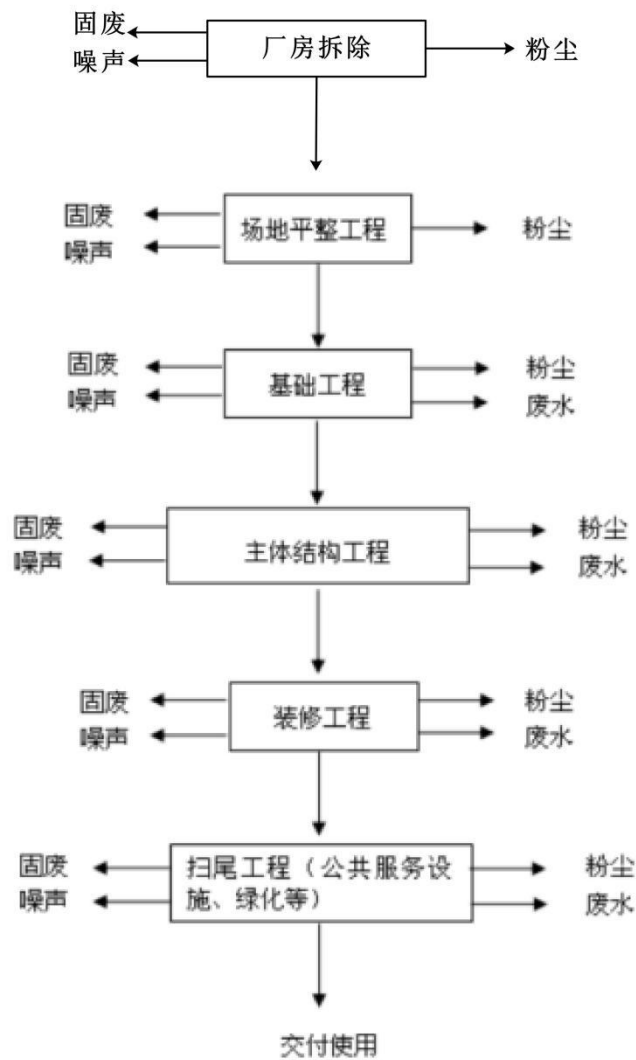 固废
厂房拆除
粉尘
噪声
固废
场地平整工程
粉尘
噪声
固废
基础工程
粉尘
噪声
废水
固废
主体结构工程
粉尘
噪声
废水
固废
装修工程
粉尘
噪声
废水
固废
扫尾工程（公共服务设
施、绿化等）
粉尘
噪声
废水
交付使用